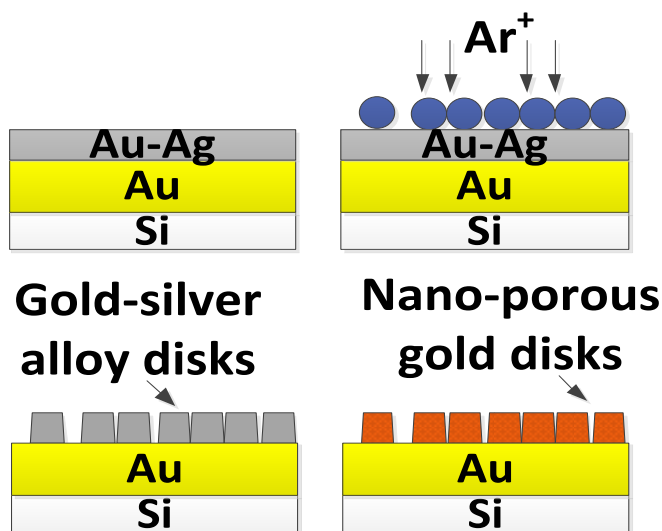 Ar⁺
Au-Ag
Au
Si
Au-Ag
Au
Si
Gold-silver
alloy disks
Nano-porous
gold disks
Au
Si
Au
Si